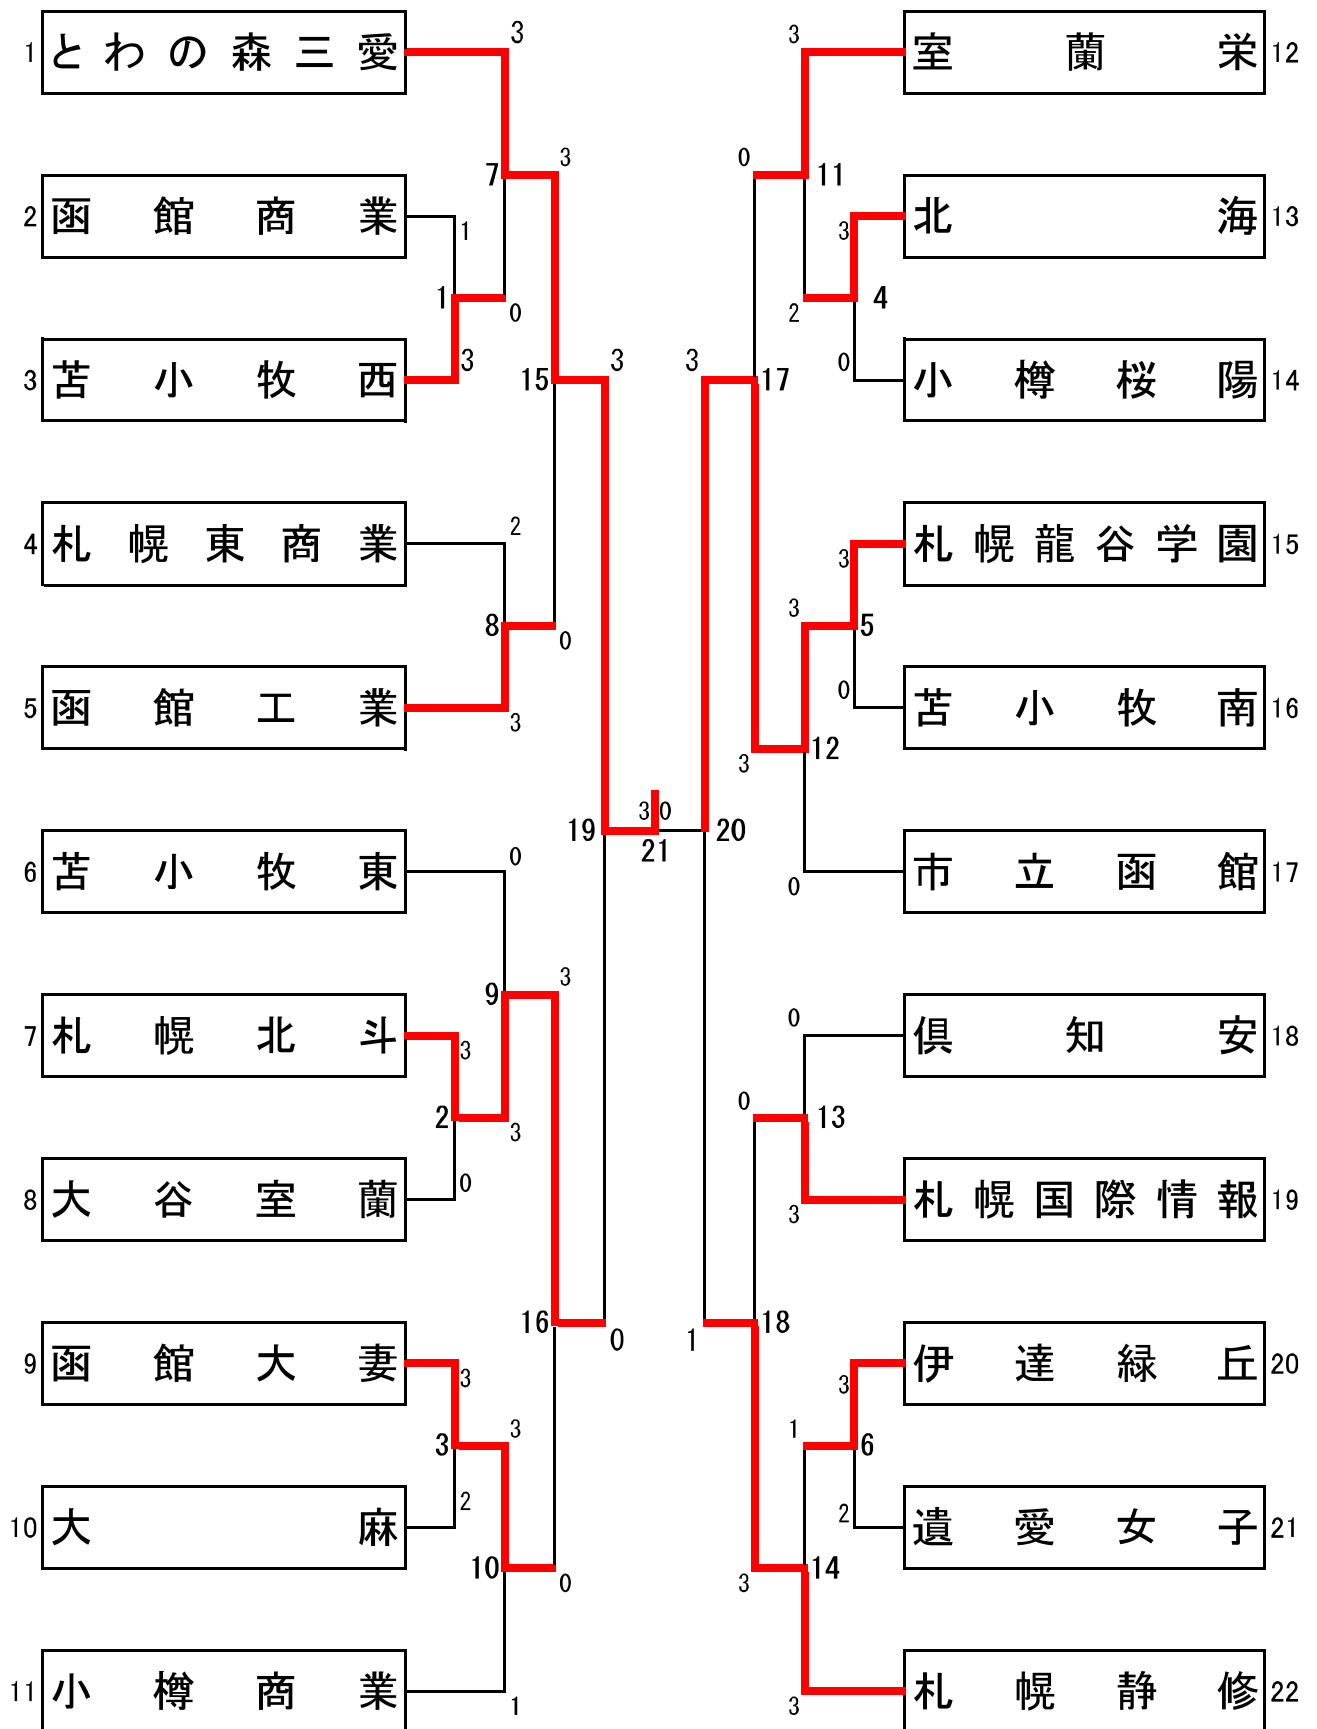 1 とわの森三愛
3
2 函館商業
1
7
3
1
0
3 苫小牧西
3
15
3
4 札幌東商業
2
8
0
5 函館工業
3
19
3 0
21
6 苫小牧東
0
9
3
7 札幌北斗
3
2
3
8 大谷室蘭
0
16
0
9 函館大妻
3
3
3
10 大麻
2
10
0
11 小樽商業
1
3
室蘭栄 12
0
11
北海 13
3
4
2
小樽桜陽 14
0
3
17
札幌龍谷学園 15
3
3
5
苫小牧南 16
0
12
3
20
市立函館 17
0
倶知安 18
0
0
13
札幌国際情報 19
3
18
1
伊達緑丘 20
3
1
6
遺愛女子 21
2
14
3
札幌静修 22
3